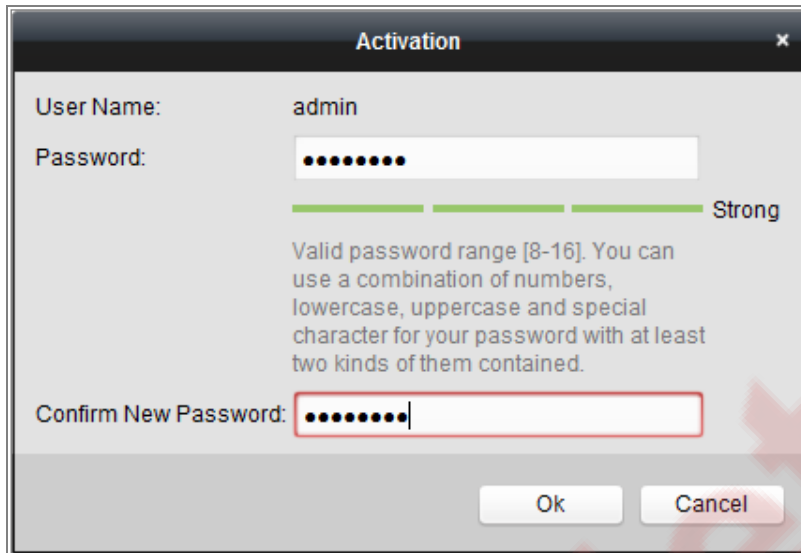 Activation ×
User Name: admin
Password: ●●●●●●●●
Strong
Valid password range [8-16]. You can
use a combination of numbers,
lowercase, uppercase and special
character for your password with at least
two kinds of them contained.
Confirm New Password: ●●●●●●●●
Ok Cancel